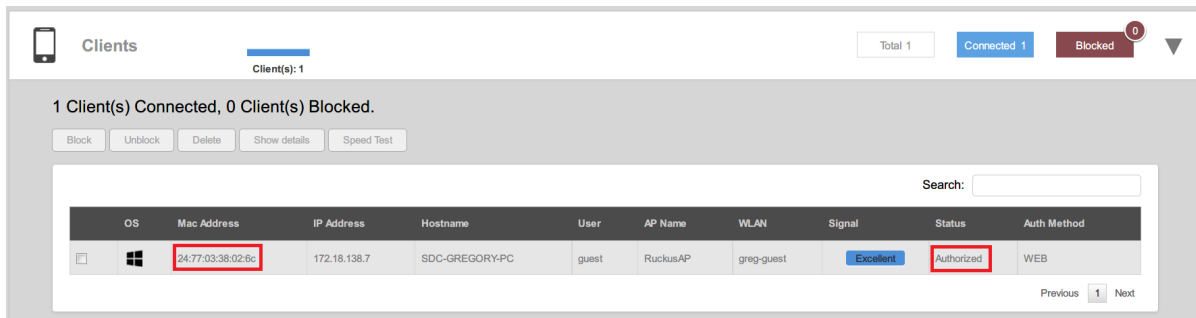 Clients
Client(s): 1
Total 1
Connected 1
Blocked
0
1 Client(s) Connected, 0 Client(s) Blocked.
Block Unblock Delete Show details Speed Test
Search:
OS Mac Address IP Address Hostname User AP Name WLAN Signal Status Auth Method
24:77:03:38:02:6c 172.18.138.7 SDC-GREGORY-PC guest RuckusAP greg-guest Excellent Authorized WEB
Previous 1 Next